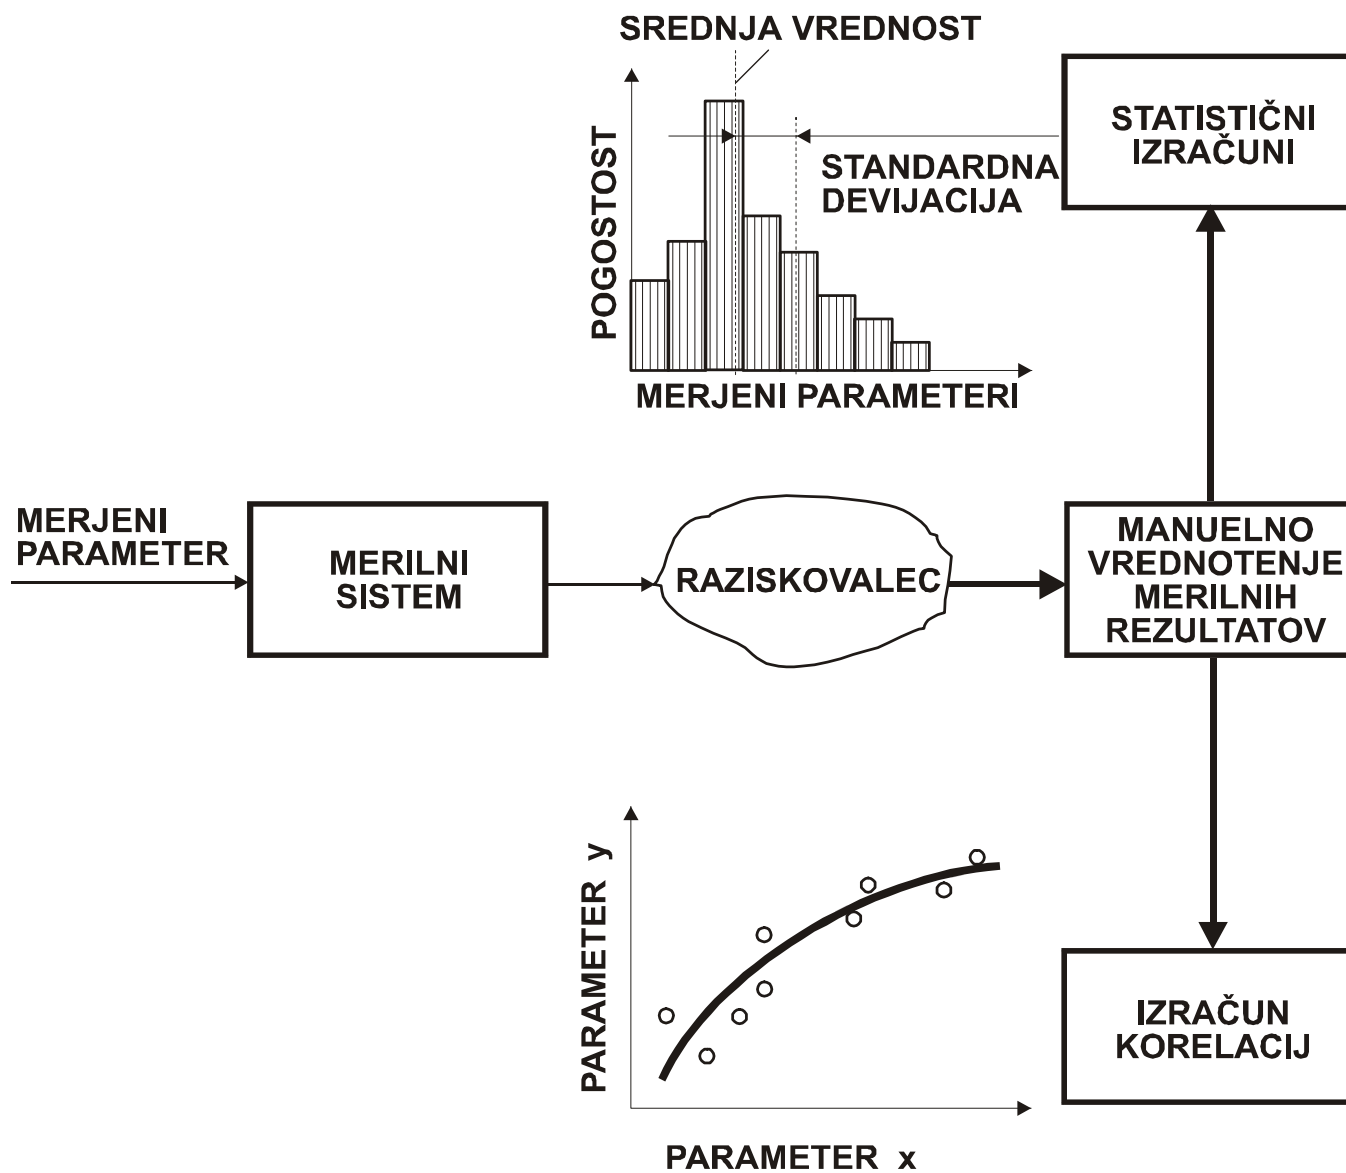 SREDNJA VREDNOST
POGOSTOST
STANDARDNA
DEVIJACIJA
MERJENI PARAMETERI
STATISTIČNI
IZRAČUNI
MERJENI
PARAMETER
MERILNI
SISTEM
RAZISKOVALEC
MANUELNO
VREDNOTENJE
MERILNIH
REZULTATOV
PARAMETER y
PARAMETER x
IZRAČUN
KORELACIJ